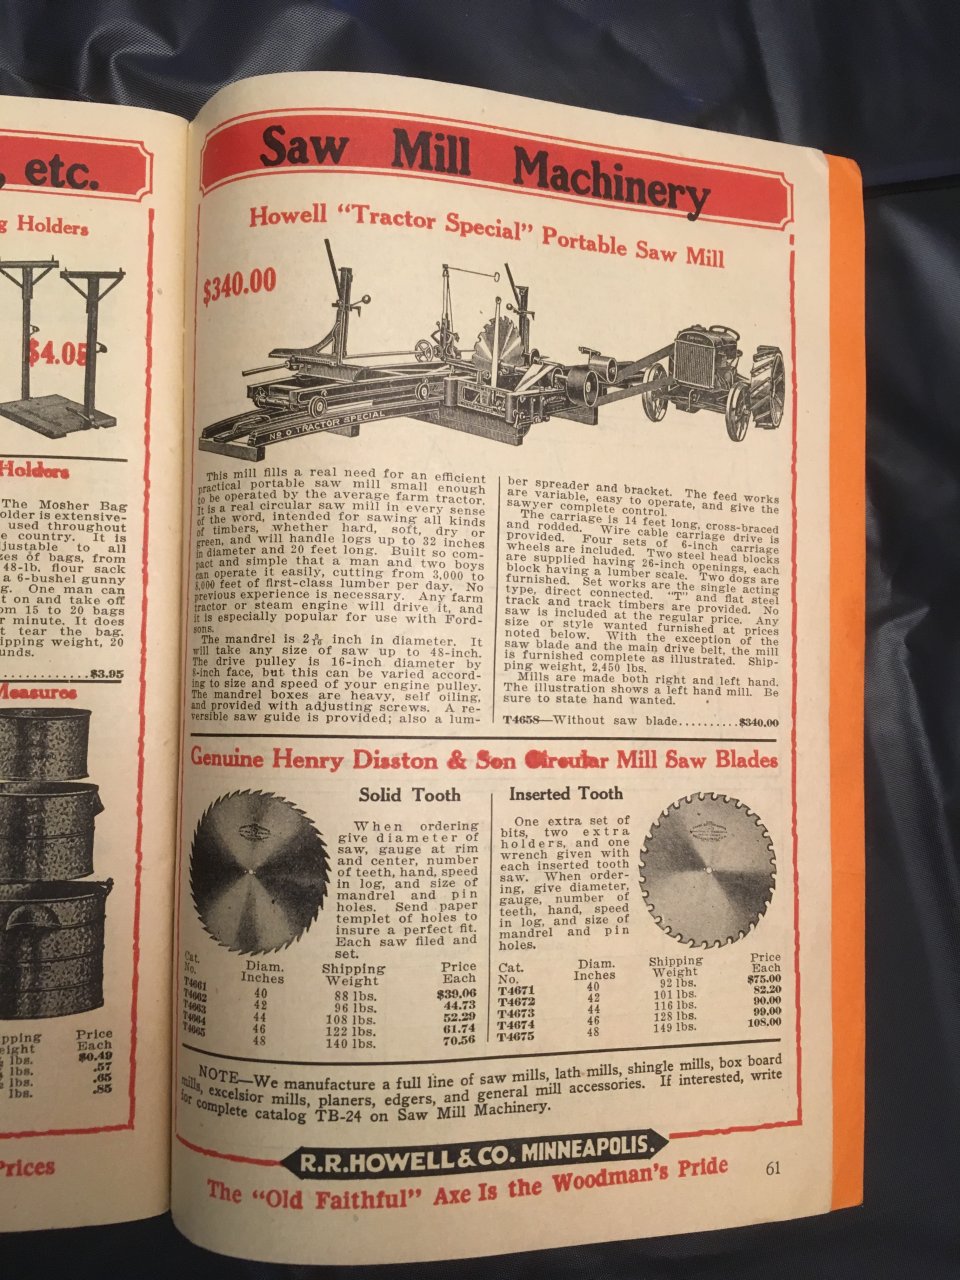 , etc.
g Holders
$4.05
Holders
The Mosher Bag
older is extensive-
used throughout
e country. It is
justable to all
zes of bags, from
48-lb. flour sack
a 6-bushel gunny
g. One man can
t on and take off
om 15 to 20 bags
r minute. It does
t tear the bag.
ipping weight, 20
unds.
$3.95
Measures
pping Price
eight Each
lbs. $0.49
lbs. .57
lbs. .65
lbs. .85
Prices
Saw Mill Machinery
Howell "Tractor Special" Portable Saw Mill
$340.00
No 0 TRACTOR SPECIAL
This mill fills a real need for an efficient
practical portable saw mill small enough
to be operated by the average farm tractor.
It is a real circular saw mill in every sense
of the word, intended for sawing all kinds
of timbers, whether hard, soft, dry or
green, and will handle logs up to 32 inches
in diameter and 20 feet long. Built so com-
pact and simple that a man and two boys
can operate it easily, cutting from 3,000 to
feet of first-class lumber per day. No
previous experience is necessary. Any farm
tractor or steam engine will drive it, and
it is especially popular for use with Ford-
sons.
The mandrel is 2 inch in diameter. It
will take any size of saw up to 48-inch.
The drive pulley is 16-inch diameter by
8-inch face, but this can be varied accord-
ing to size and speed of your engine pulley.
The mandrel boxes are heavy, self oiling,
and provided with adjusting screws. A re-
versible saw guide is provided; also a lum-
ber spreader and bracket. The feed works
are variable, easy to operate, and give the
sawyer complete control.
The carriage is 14 feet long, cross-braced
and rodded. Wire cable carriage drive is
provided. Four sets of 6-inch carriage
wheels are included. Two steel head blocks
are supplied having 26-inch openings, each
block having a lumber scale. Two dogs are
furnished. Set works are the single acting
type, direct connected. "T" and flat steel
track and track timbers are provided. No
saw is included at the regular price. Any
size or style wanted furnished at prices
noted below. With the exception of the
saw blade and the main drive belt, the mill
is furnished complete as illustrated. Ship-
ping weight, 2,450 lbs.
Mills are made both right and left hand.
The illustration shows a left hand mill. Be
sure to state hand wanted.
T4658—Without saw blade..........$340.00
Genuine Henry Disston & Son Circular Mill Saw Blades
Solid Tooth
When ordering
give diameter of
saw, gauge at rim
and center, number
of teeth, hand, speed
in log, and size of
mandrel and pin
holes. Send paper
templet of holes to
insure a perfect fit.
Each saw filed and
set.
Cat. Diam. Shipping Price
No. Inches Weight Each
T4661 40 88 lbs. $39.06
T4662 42 96 lbs. 44.73
T4663 44 108 lbs. 52.29
T4664 46 122 lbs. 61.74
T4665 48 140 lbs. 70.56
Inserted Tooth
One extra set of
bits, two extra
holders, and one
wrench given with
each inserted tooth
saw. When order-
ing, give diameter,
gauge, number of
teeth, hand, speed
in log, and size of
mandrel and pin
holes.
Cat. Diam. Shipping Price
No. Inches Weight Each
T4671 40 92 lbs. $75.00
T4672 42 101 lbs. 82.20
T4673 44 116 lbs. 90.00
T4674 46 128 lbs. 99.00
T4675 48 149 lbs. 108.00
NOTE—We manufacture a full line of saw mills, lath mills, shingle mills, box board
mills, excelsior mills, planers, edgers, and general mill accessories. If interested, write
for complete catalog TB-24 on Saw Mill Machinery.
R.R.HOWELL & CO. MINNEAPOLIS.
The "Old Faithful" Axe Is the Woodman's Pride
61